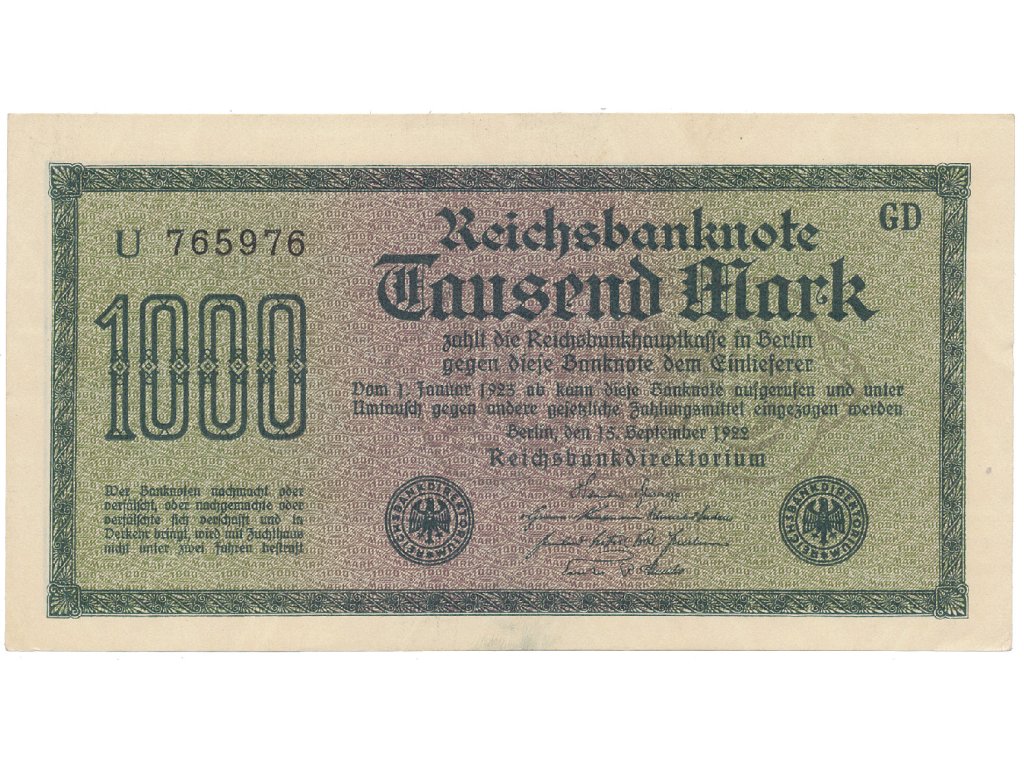 Reichsbanknote
GD
U 765976
Tausend Mark
1000
zahlt die Reichsbankhauptkasse in Berlin
gegen diese Banknote dem Einlieferer
Vom 1. Januar 1923 ab kann diese Banknote aufgerufen und unter
Umtausch gegen andere gesetzliche Zahlungsmittel eingezogen werden
Berlin, den 15. September 1922
Reichsbankdirektorium
Wer Banknoten nachmacht oder
verfälscht, oder nachgemachte oder
verfälschte sich verschafft und in
Verkehr bringt, wird mit Zuchthaus
nicht unter zwei Jahren bestraft
REICHSBANKDIREKTORIUM
REICHSBANKDIREKTORIUM